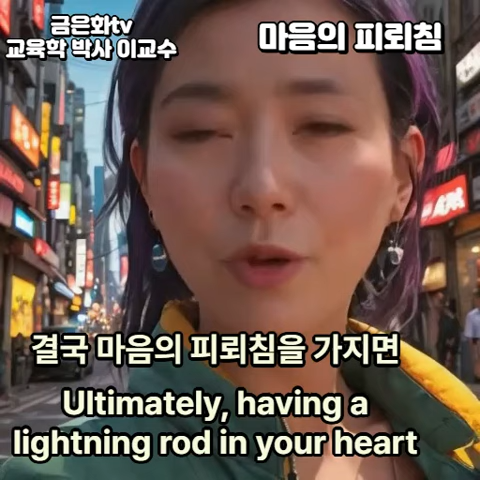 금은화tv
교육학 박사 이교수
마음의 피뢰침
결국 마음의 피뢰침을 가지면
Ultimately, having a
lightning rod in your heart